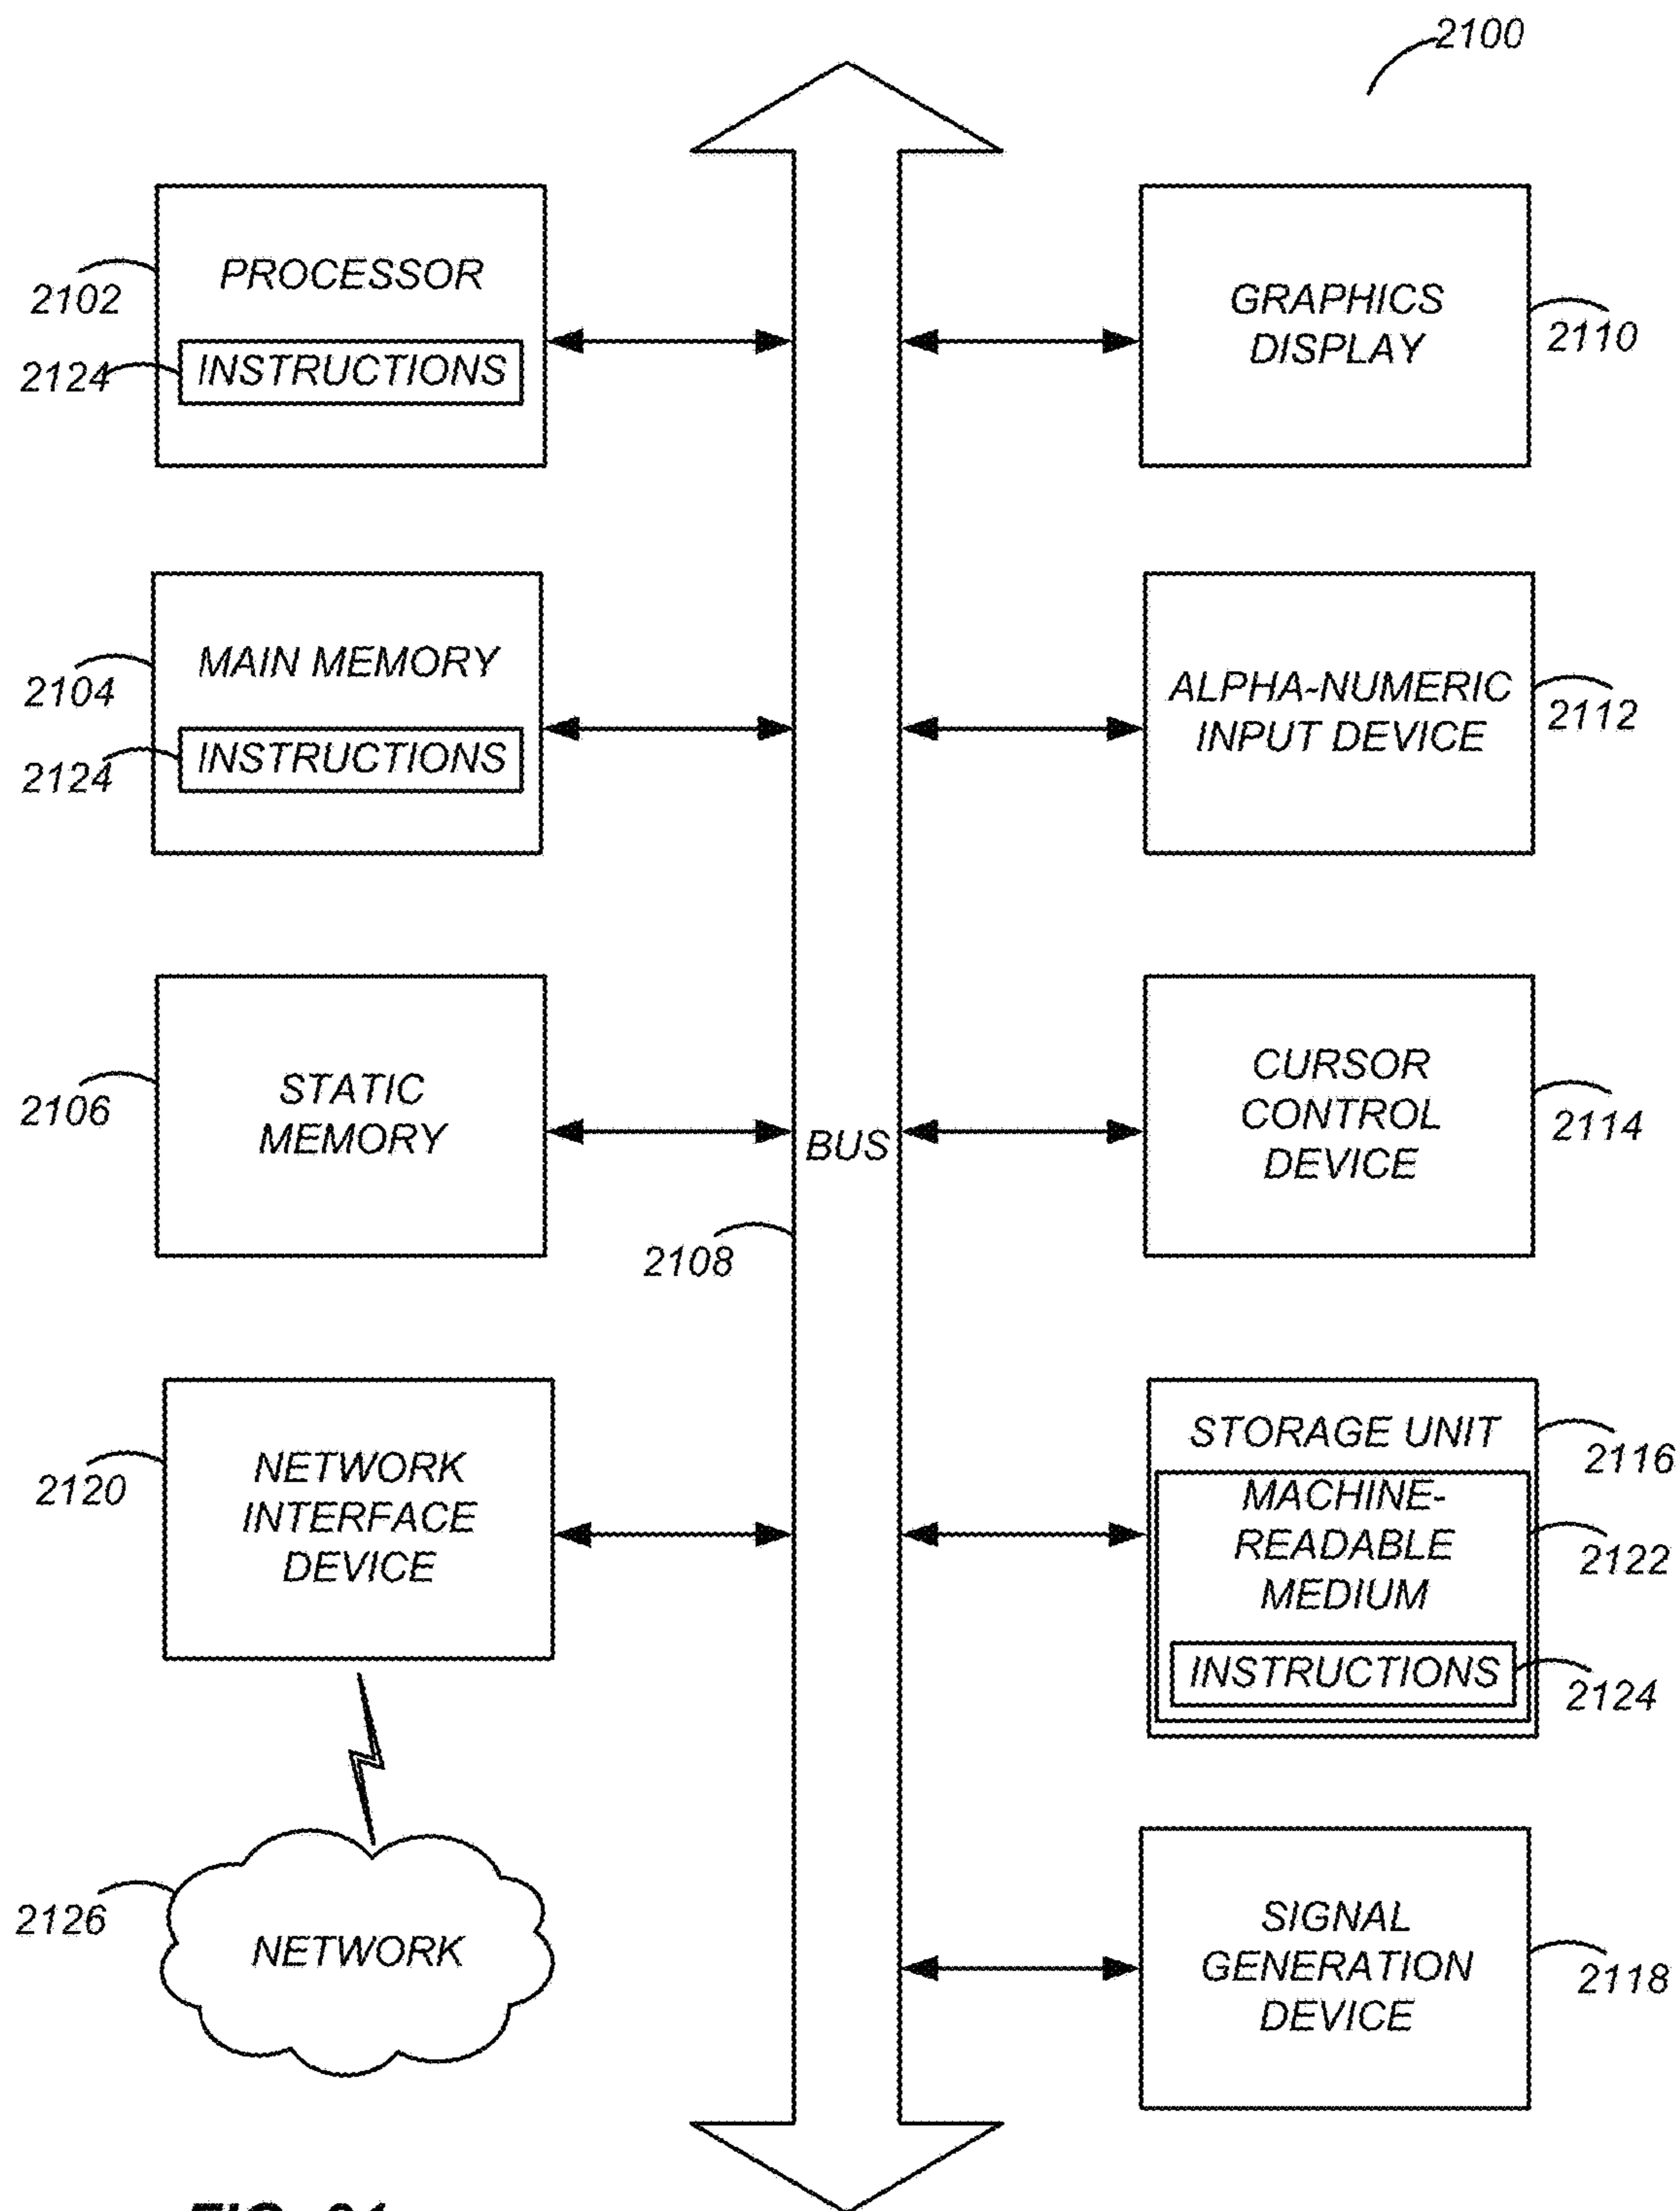 2100
PROCESSOR
2102
2124
INSTRUCTIONS
GRAPHICS
DISPLAY
2110
MAIN MEMORY
2104
2124
INSTRUCTIONS
ALPHA-NUMERIC
INPUT DEVICE
2112
STATIC
MEMORY
2106
BUS
2108
CURSOR
CONTROL
DEVICE
2114
NETWORK
INTERFACE
DEVICE
2120
STORAGE UNIT
2116
MACHINE-
READABLE
MEDIUM
2122
INSTRUCTIONS
2124
2126
NETWORK
SIGNAL
GENERATION
DEVICE
2118